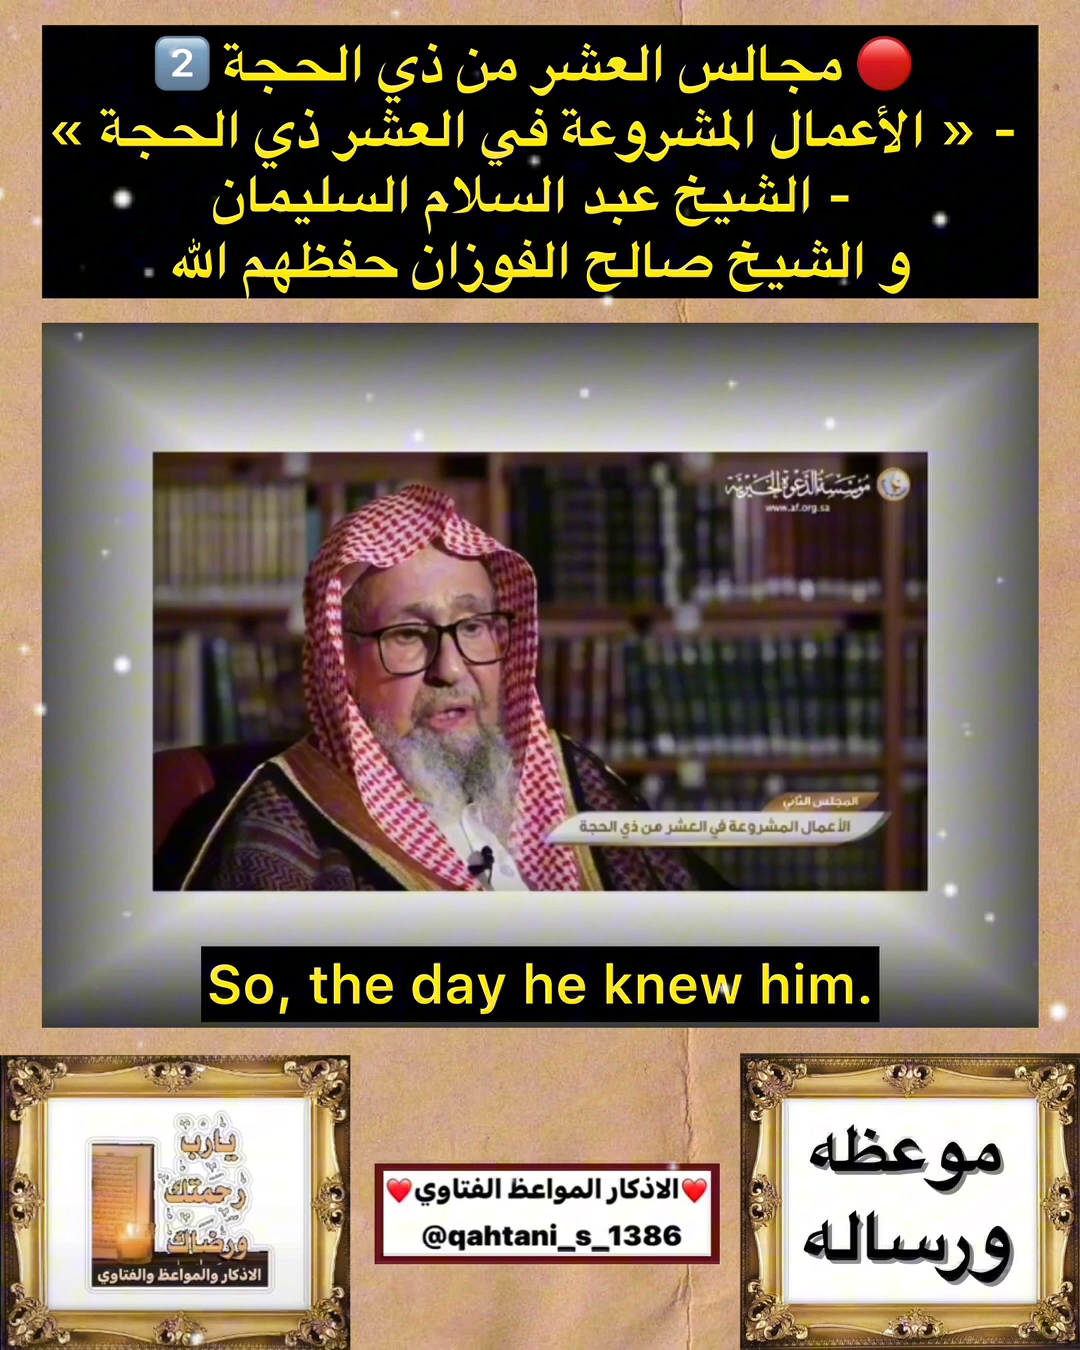 🔴 مجالس العشر من ذي الحجة 2️⃣
- « الأعمال المشروعة في العشر ذي الحجة »
- الشيخ عبد السلام السليمان
و الشيخ صالح الفوزان حفظهم الله .
مؤسسة الدعوة الخيرية
www.af.org.sa
المجلس الثاني
الأعمال المشروعة في العشر من ذي الحجة
So, the day he knew him.
يارب
رحمتك
ورضاك
الاذكار والمواعظ والفتاوي
❤️الاذكار المواعظ الفتاوي❤️
@qahtani_s_1386
موعظه
ورساله